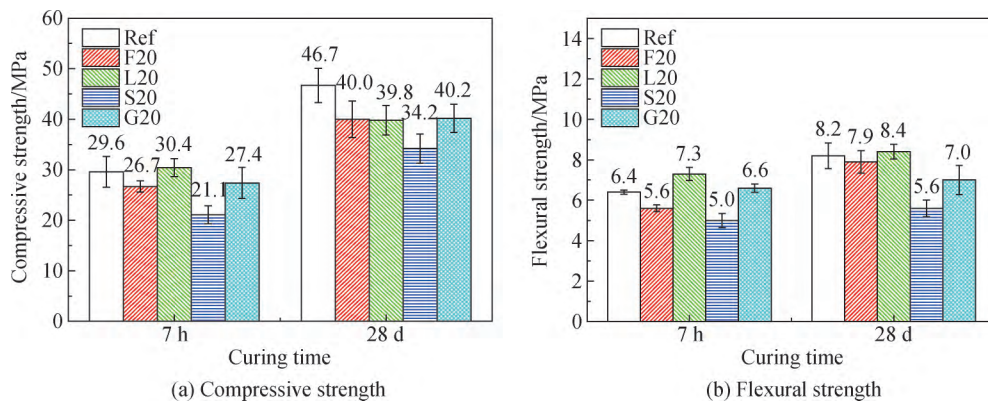 60
50
40
30
20
10
0
Compressive strength/MPa
Ref
F20
L20
S20
G20
29.6
26.7
30.4
21.1
27.4
46.7
40.0
39.8
34.2
40.2
7 h
28 d
Curing time
(a) Compressive strength
14
12
10
8
6
4
2
0
Flexural strength/MPa
Ref
F20
L20
S20
G20
6.4
5.6
7.3
5.0
6.6
8.2
7.9
8.4
5.6
7.0
7 h
28 d
Curing time
(b) Flexural strength